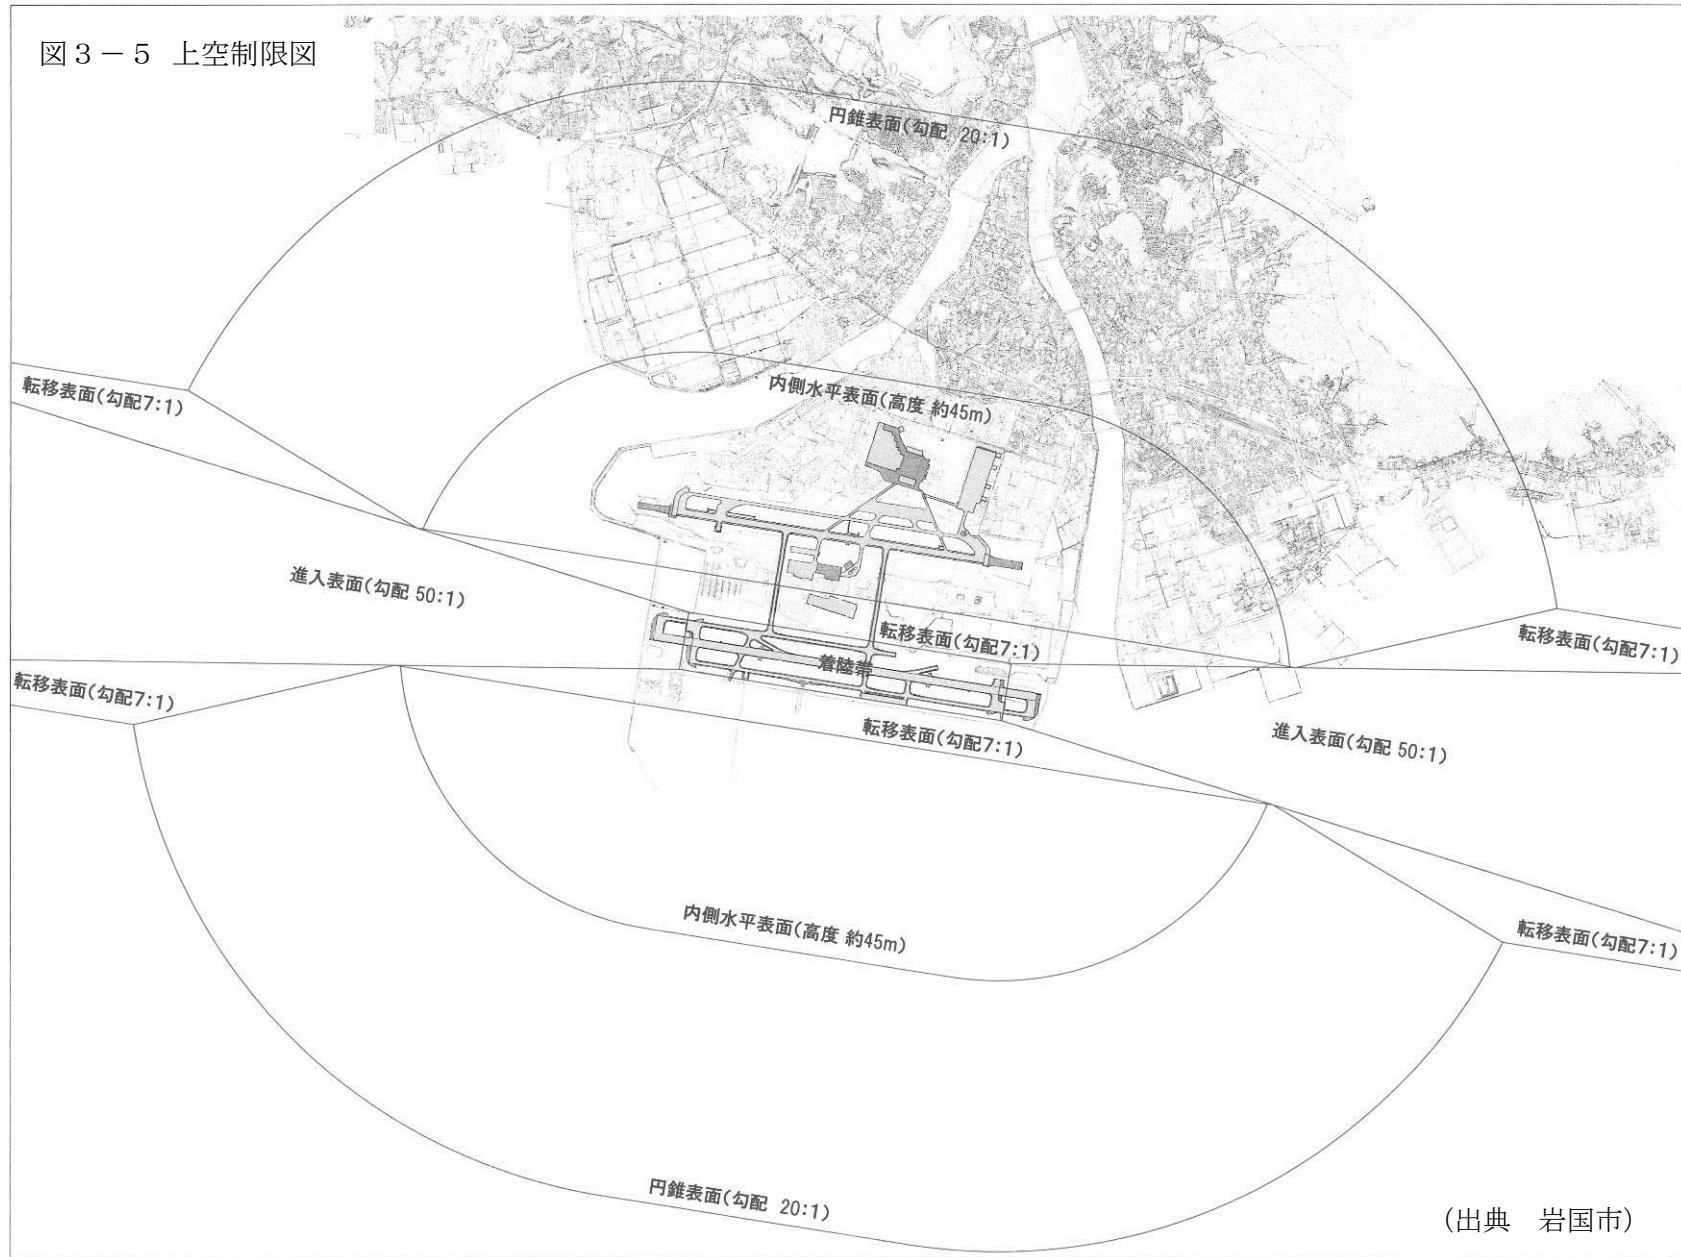 図３－５ 上空制限図
円錐表面(勾配 20:1)
転移表面(勾配7:1)
内側水平表面(高度 約45m)
進入表面(勾配 50:1)
転移表面(勾配7:1)
転移表面(勾配7:1)
着陸帯
転移表面(勾配7:1)
転移表面(勾配7:1)
進入表面(勾配 50:1)
内側水平表面(高度 約45m)
転移表面(勾配7:1)
円錐表面(勾配 20:1)
(出典 岩国市)